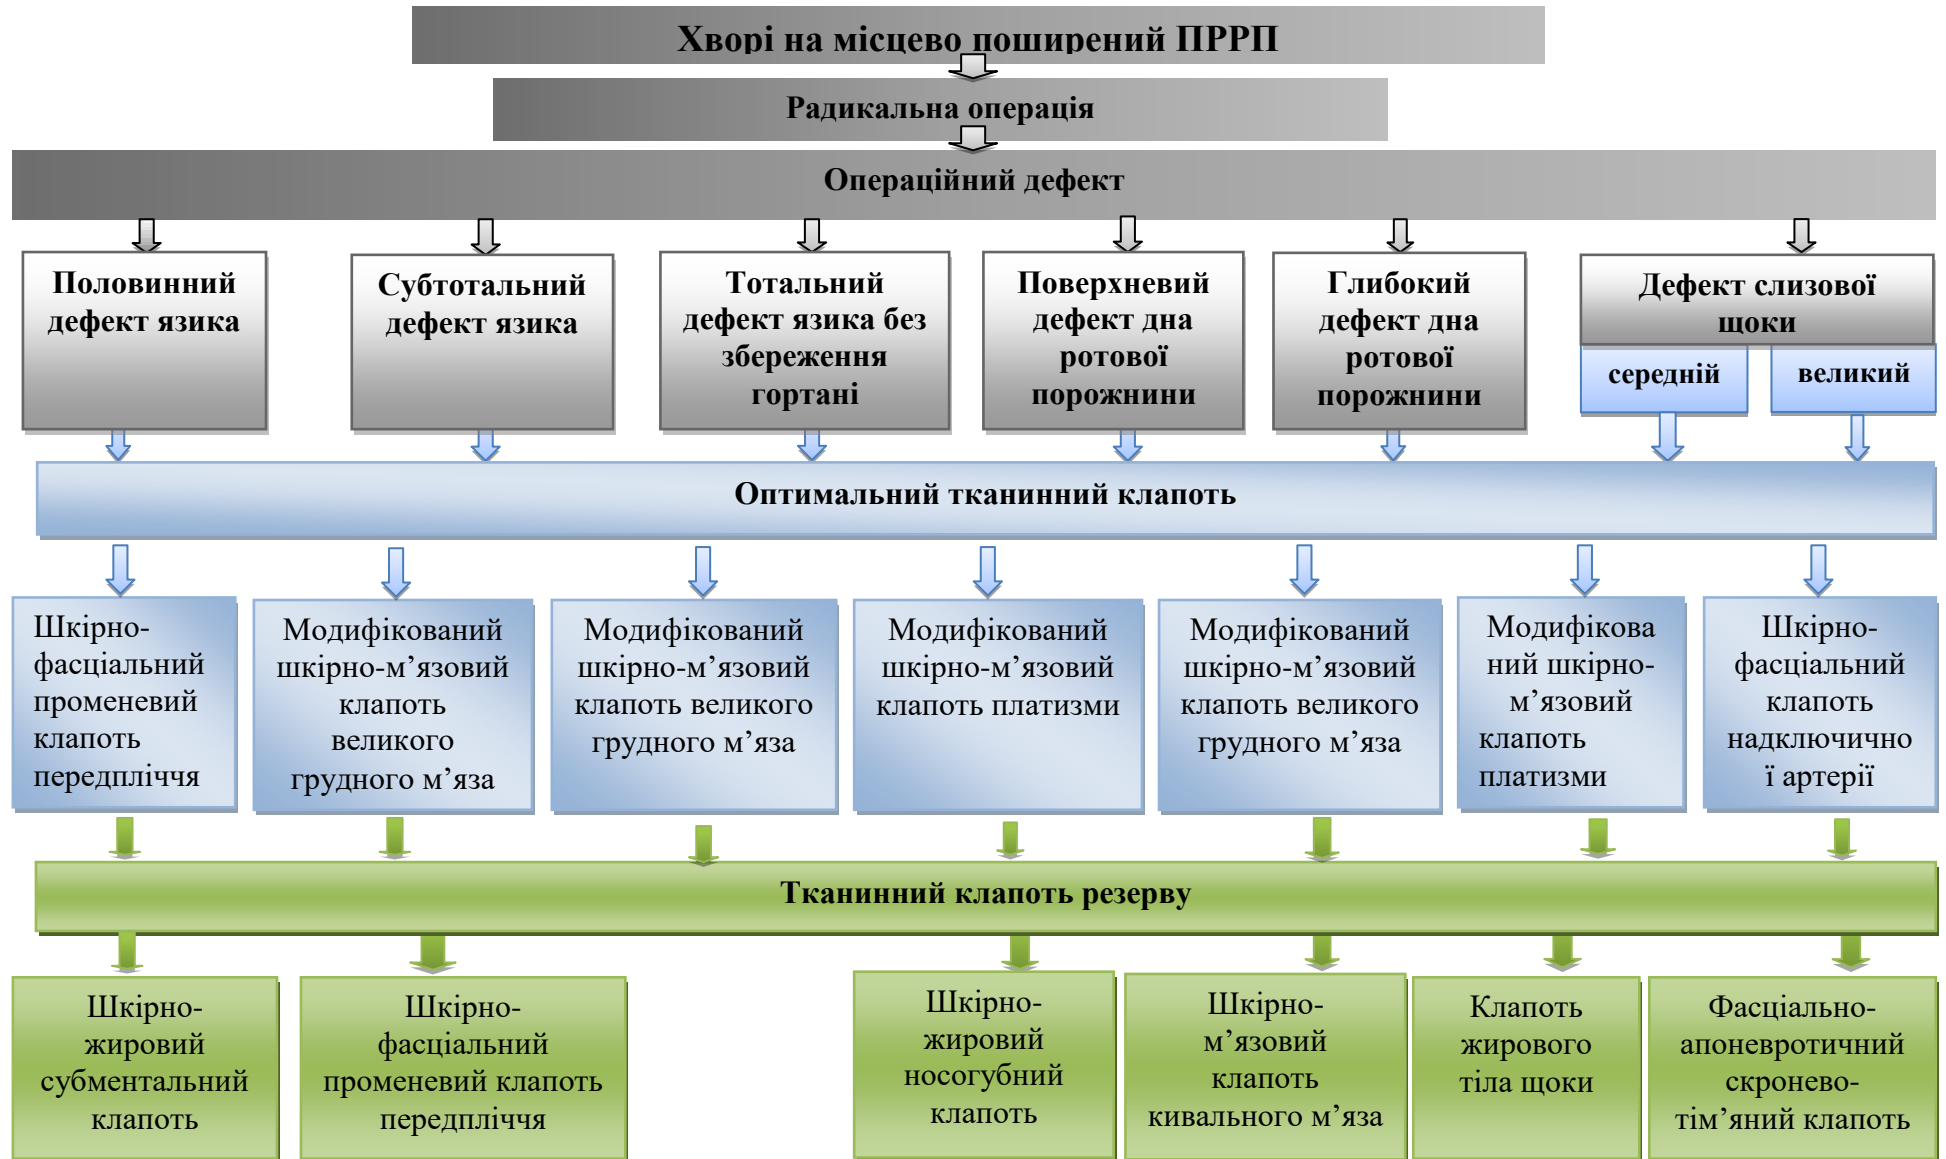 Хворі на місцево поширений ПРРП
Радикальна операція
Операційний дефект
Половинний
дефект язика
Субтотальний
дефект язика
Тотальний
дефект язика без
збереження
гортані
Поверхневий
дефект дна
ротової
порожнини
Глибокий
дефект дна
ротової
порожнини
Дефект слизової
щоки
середній
великий
Оптимальний тканинний клапоть
Шкірно-
фасціальний
променевий
клапоть
передпліччя
Модифікований
шкірно-м’язовий
клапоть
великого
грудного м’яза
Модифікований
шкірно-м’язовий
клапоть великого
грудного м’яза
Модифікований
шкірно-м’язовий
клапоть платизми
Модифікований
шкірно-м’язовий
клапоть великого
грудного м’яза
Модифікова
ний шкірно-
м’язовий
клапоть
платизми
Шкірно-
фасціальний
клапоть
надключично
ї артерії
Тканинний клапоть резерву
Шкірно-
жировий
субментальний
клапоть
Шкірно-
фасціальний
променевий клапоть
передпліччя
Шкірно-
жировий
носогубний
клапоть
Шкірно-
м’язовий
клапоть
кивального м’яза
Клапоть
жирового
тіла щоки
Фасціально-
апоневротичний
скронево-
тім’яний клапоть